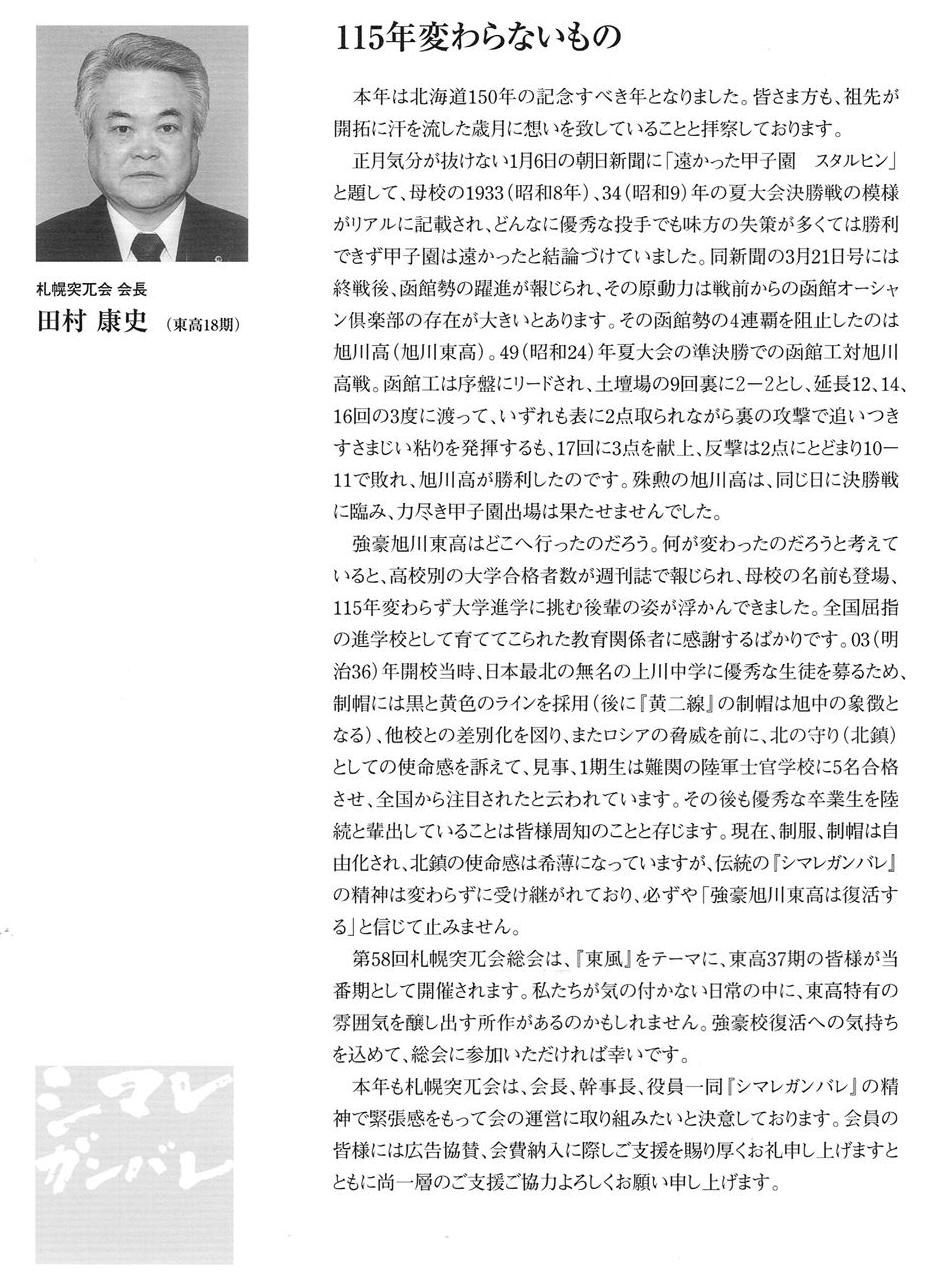 115年変わらないもの
札幌突兀会 会長
田村 康史 （東高18期）
本年は北海道150年の記念すべき年となりました。皆さま方も、祖先が
開拓に汗を流した歳月に想いを致していることと拝察しております。
正月気分が抜けない1月6日の朝日新聞に「遠かった甲子園　スタルヒン」
と題して、母校の1933（昭和8年）、34（昭和9）年の夏大会決勝戦の模様
がリアルに記載され、どんなに優秀な投手でも味方の失策が多くては勝利
できず甲子園は遠かったと結論づけていました。同新聞の3月21日号には
終戦後、函館勢の躍進が報じられ、その原動力は戦前からの函館オーシャ
ン倶楽部の存在が大きいとあります。その函館勢の4連覇を阻止したのは
旭川高（旭川東高）。49（昭和24）年夏大会の準決勝での函館工対旭川
高戦。函館工は序盤にリードされ、土壇場の9回裏に2－2とし、延長12、14、
16回の3度に渡って、いずれも表に2点取られながら裏の攻撃で追いつき
すさまじい粘りを発揮するも、17回に3点を献上、反撃は2点にとどまり10－
11で敗れ、旭川高が勝利したのです。殊勲の旭川高は、同じ日に決勝戦
に臨み、力尽き甲子園出場は果たせませんでした。
強豪旭川東高はどこへ行ったのだろう。何が変わったのだろうと考えて
いると、高校別の大学合格者数が週刊誌で報じられ、母校の名前も登場、
115年変わらず大学進学に挑む後輩の姿が浮かんできました。全国屈指
の進学校として育ててこられた教育関係者に感謝するばかりです。03（明
治36）年開校当時、日本最北の無名の上川中学に優秀な生徒を募るため、
制帽には黒と黄色のラインを採用（後に『黄二線』の制帽は旭中の象徴と
なる）、他校との差別化を図り、またロシアの脅威を前に、北の守り（北鎮）
としての使命感を訴えて、見事、1期生は難関の陸軍士官学校に5名合格
させ、全国から注目されたと云われています。その後も優秀な卒業生を陸
続と輩出していることは皆様周知のことと存じます。現在、制服、制帽は自
由化され、北鎮の使命感は希薄になっていますが、伝統の『シマレガンバレ』
の精神は変わらずに受け継がれており、必ずや「強豪旭川東高は復活す
る」と信じて止みません。
第58回札幌突兀会総会は、『東風』をテーマに、東高37期の皆様が当
番期として開催されます。私たちが気の付かない日常の中に、東高特有の
雰囲気を醸し出す所作があるのかもしれません。強豪校復活への気持ち
を込めて、総会に参加いただければ幸いです。
本年も札幌突兀会は、会長、幹事長、役員一同『シマレガンバレ』の精
神で緊張感をもって会の運営に取り組みたいと決意しております。会員の
皆様には広告協賛、会費納入に際しご支援を賜り厚くお礼申し上げますと
ともに尚一層のご支援ご協力よろしくお願い申し上げます。
シマレ
ガンバレ